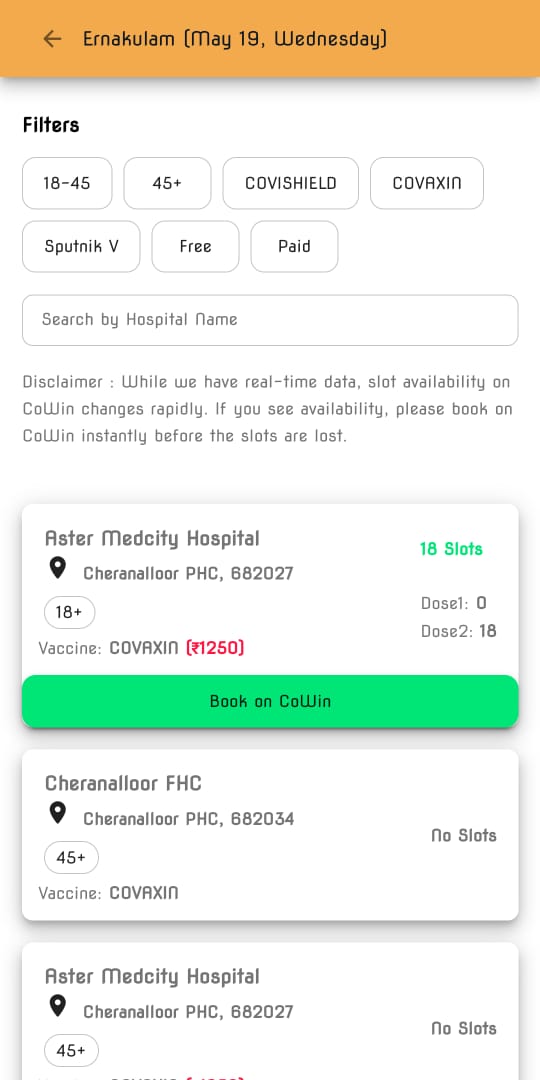 Ernakulam (May 19, Wednesday)
Filters
18-45
45+
COVISHIELD
COVAXIN
Sputnik V
Free
Paid
Search by Hospital Name
Disclaimer : While we have real-time data, slot availability on
CoWin changes rapidly. If you see availability, please book on
CoWin instantly before the slots are lost.
Aster Medcity Hospital
Cheranalloor PHC, 682027
18+
Vaccine: COVAXIN (₹1250)
18 Slots
Dose1: 0
Dose2: 18
Book on CoWin
Cheranalloor FHC
Cheranalloor PHC, 682034
45+
Vaccine: COVAXIN
No Slots
Aster Medcity Hospital
Cheranalloor PHC, 682027
45+
No Slots